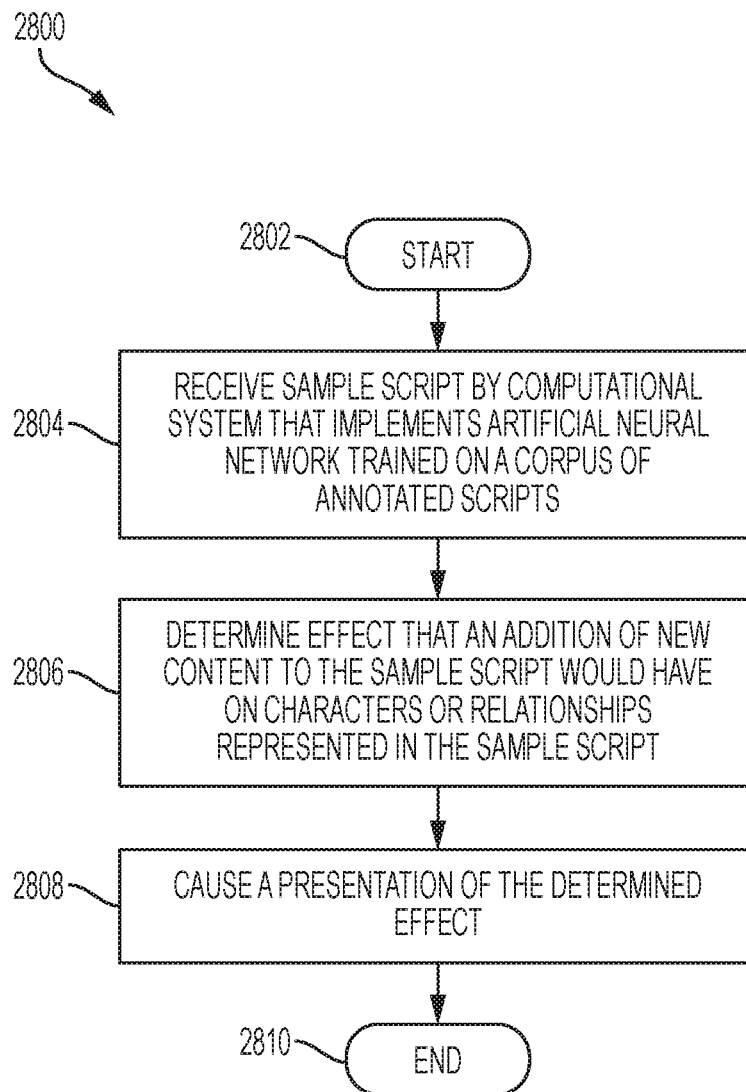 2800
2802
START
2804
RECEIVE SAMPLE SCRIPT BY COMPUTATIONAL
SYSTEM THAT IMPLEMENTS ARTIFICIAL NEURAL
NETWORK TRAINED ON A CORPUS OF
ANNOTATED SCRIPTS
2806
DETERMINE EFFECT THAT AN ADDITION OF NEW
CONTENT TO THE SAMPLE SCRIPT WOULD HAVE
ON CHARACTERS OR RELATIONSHIPS
REPRESENTED IN THE SAMPLE SCRIPT
2808
CAUSE A PRESENTATION OF THE DETERMINED
EFFECT
2810
END